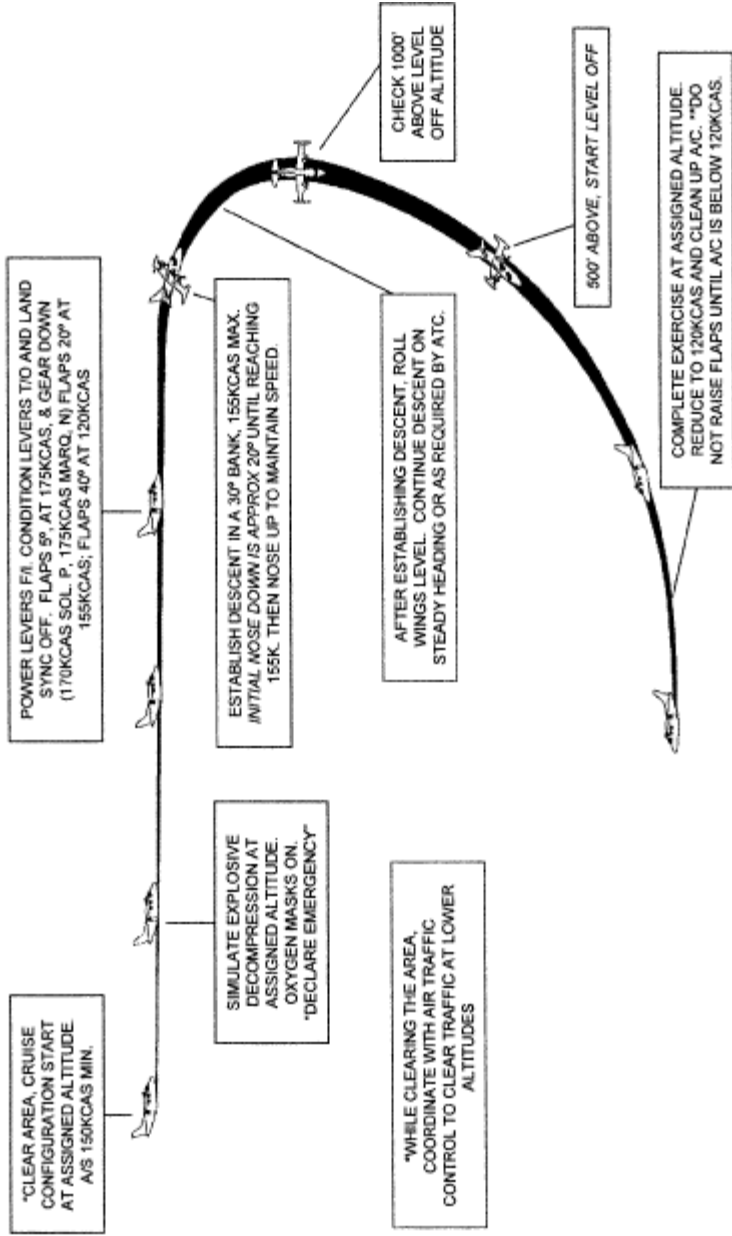 "CLEAR AREA, CRUISE
CONFIGURATION START
AT ASSIGNED ALTITUDE.
A/S 150KCAS MIN.
SIMULATE EXPLOSIVE
DECOMPRESSION AT
ASSIGNED ALTITUDE.
OXYGEN MASKS ON.
"DECLARE EMERGENCY"
POWER LEVERS F/I. CONDITION LEVERS T/O AND LAND
SYNC OFF. FLAPS 5º, AT 175KCAS, & GEAR DOWN
(170KCAS SOL. P, 175KCAS MARQ, N) FLAPS 20º AT
155KCAS; FLAPS 40º AT 120KCAS
ESTABLISH DESCENT IN A 30º BANK, 155KCAS MAX.
INITIAL NOSE DOWN IS APPROX 20º UNTIL REACHING
155K. THEN NOSE UP TO MAINTAIN SPEED.
AFTER ESTABLISHING DESCENT, ROLL
WINGS LEVEL. CONTINUE DESCENT ON
STEADY HEADING OR AS REQUIRED BY ATC.
CHECK 1000'
ABOVE LEVEL
OFF ALTITUDE
500' ABOVE, START LEVEL OFF
COMPLETE EXERCISE AT ASSIGNED ALTITUDE.
REDUCE TO 120KCAS AND CLEAN UP A/C. "DO
NOT RAISE FLAPS UNTIL A/C IS BELOW 120KCAS.
"WHILE CLEARING THE AREA,
COORDINATE WITH AIR TRAFFIC
CONTROL TO CLEAR TRAFFIC AT LOWER
ALTITUDES